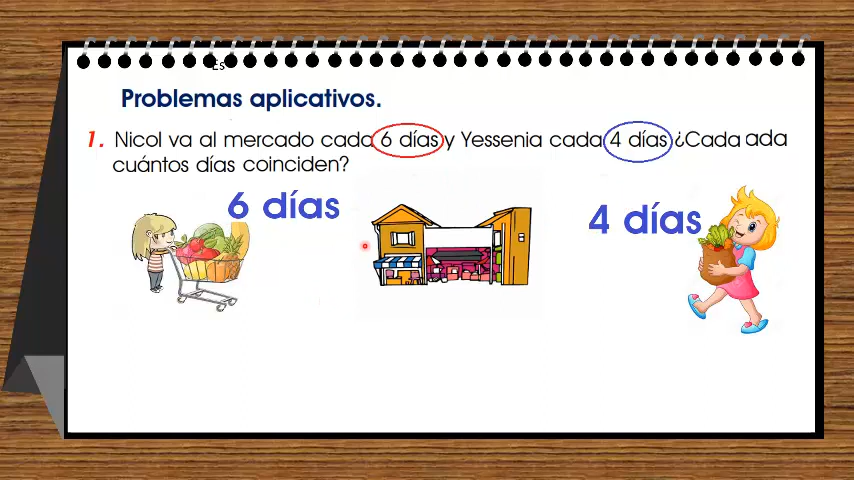 Es
Problemas aplicativos.
1. Nicol va al mercado cada 6 días y Yessenia cada 4 días ¿Cada ada
cuántos días coinciden?
6 días
4 días